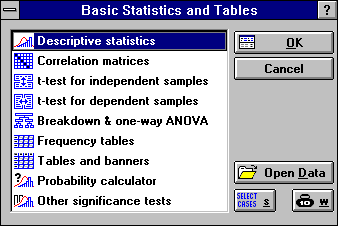 Basic Statistics and Tables ?
Descriptive statistics
Correlation matrices
t-test for independent samples
t-test for dependent samples
Breakdown & one-way ANOVA
Frequency tables
Tables and banners
Probability calculator
Other significance tests
OK
Cancel
Open Data
SELECT
CASES S
W